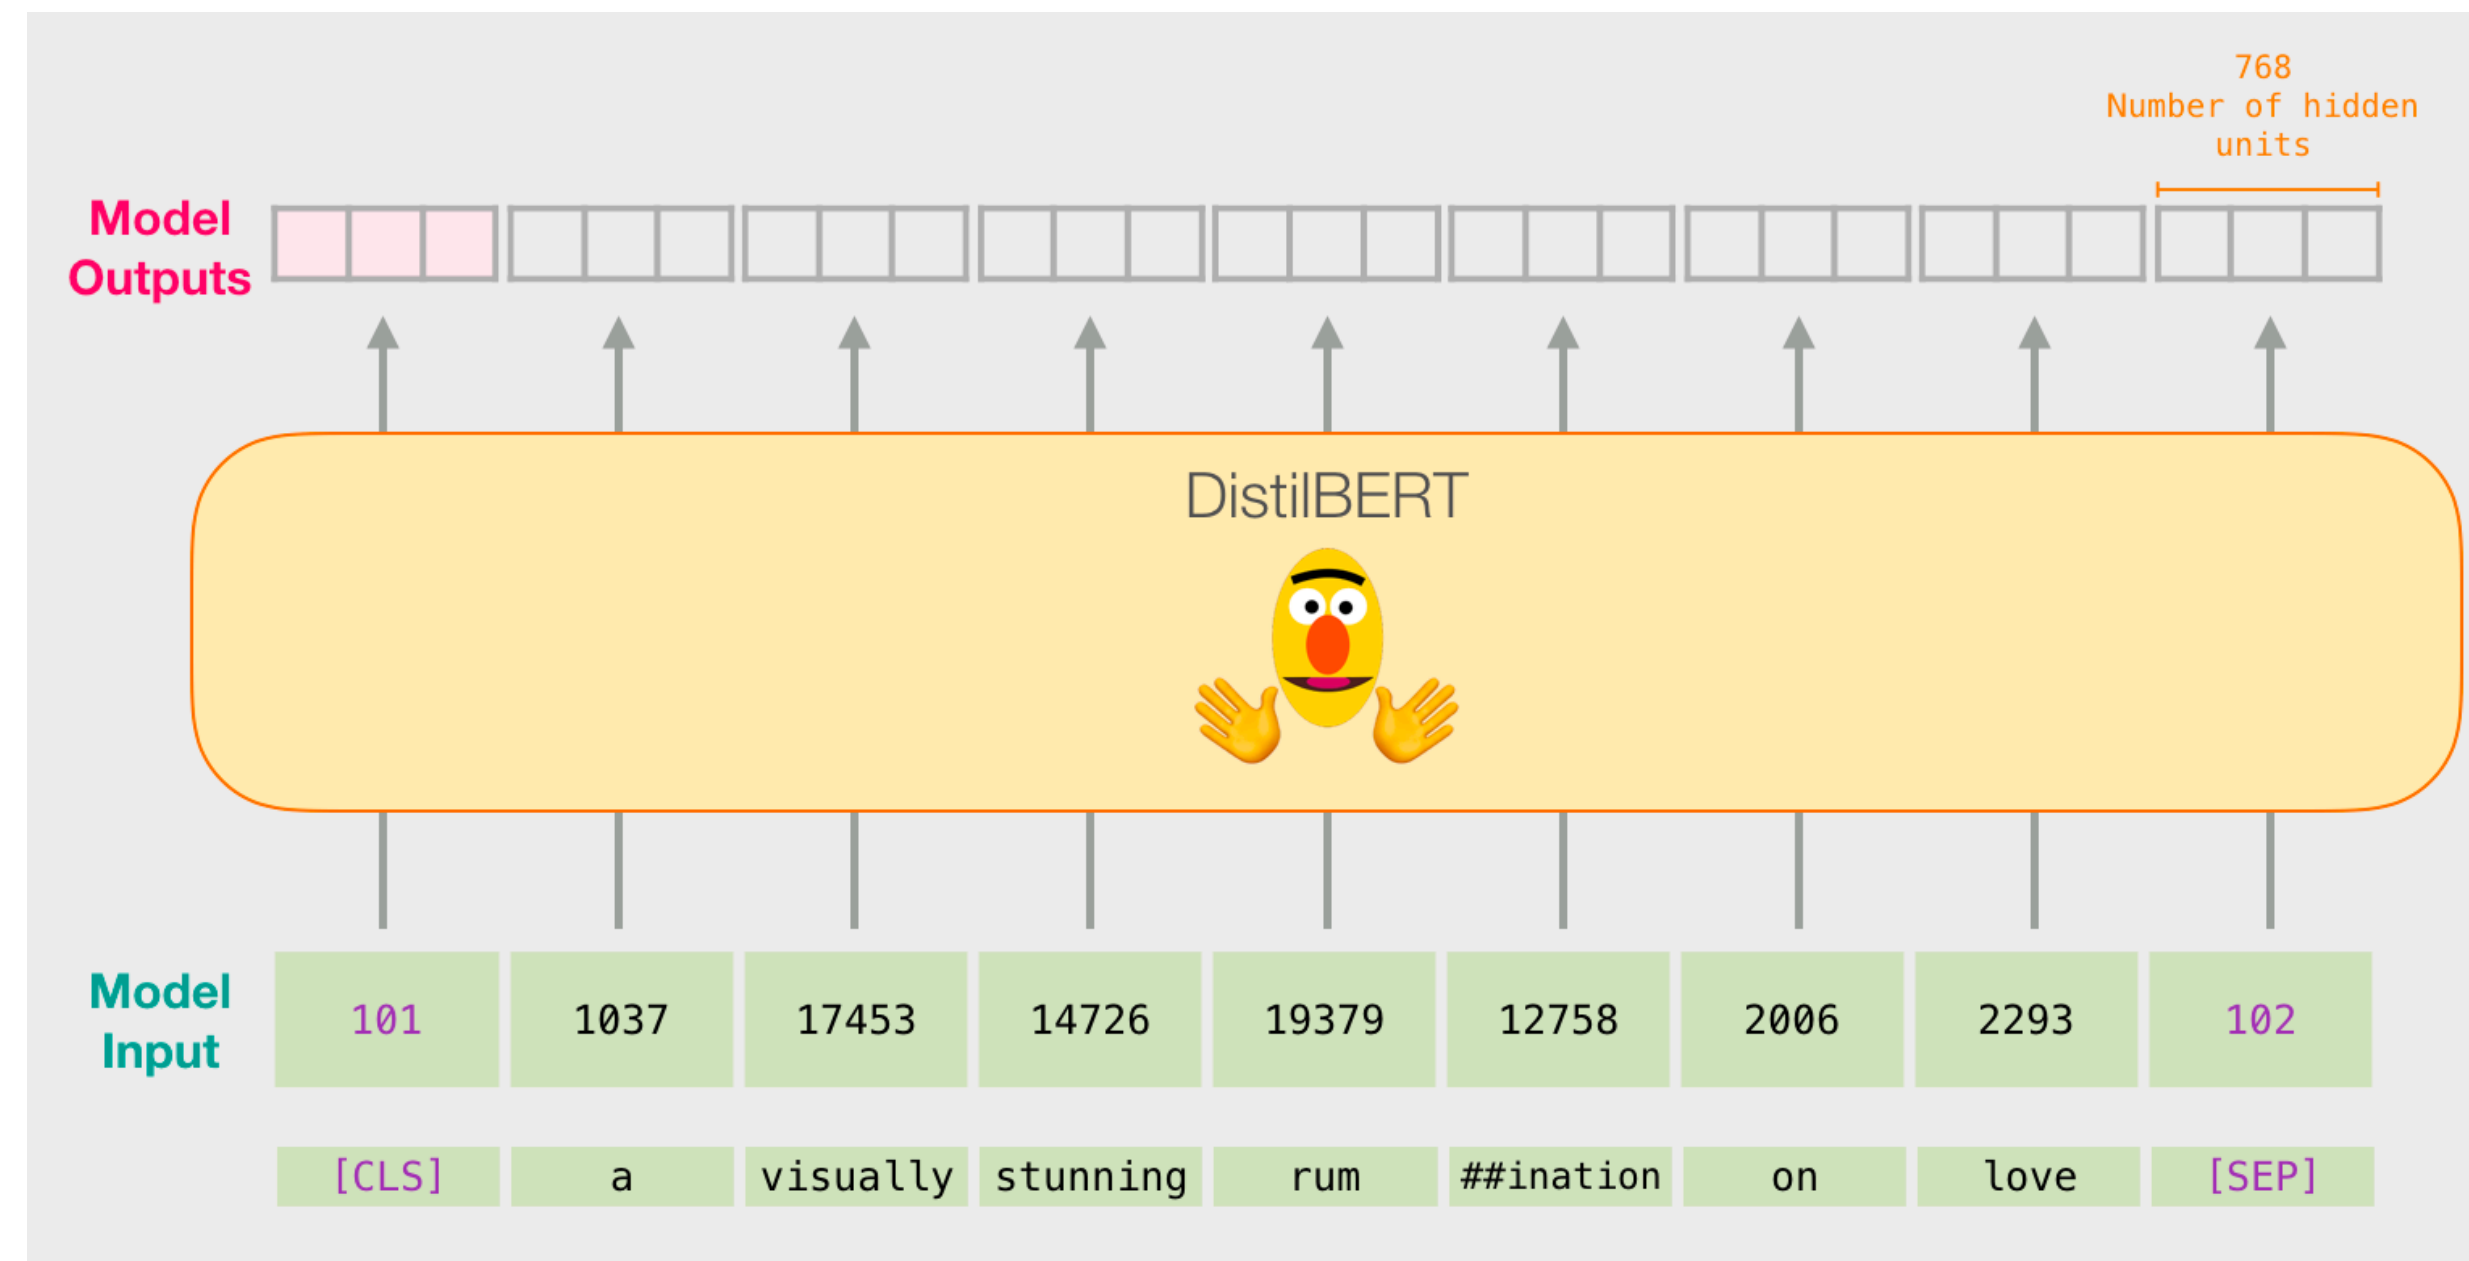 768
Number of hidden
units
Model
Outputs
DistilBERT
Model
Input
101 1037 17453 14726 19379 12758 2006 2293 102
[CLS] a visually stunning rum ##ination on love [SEP]